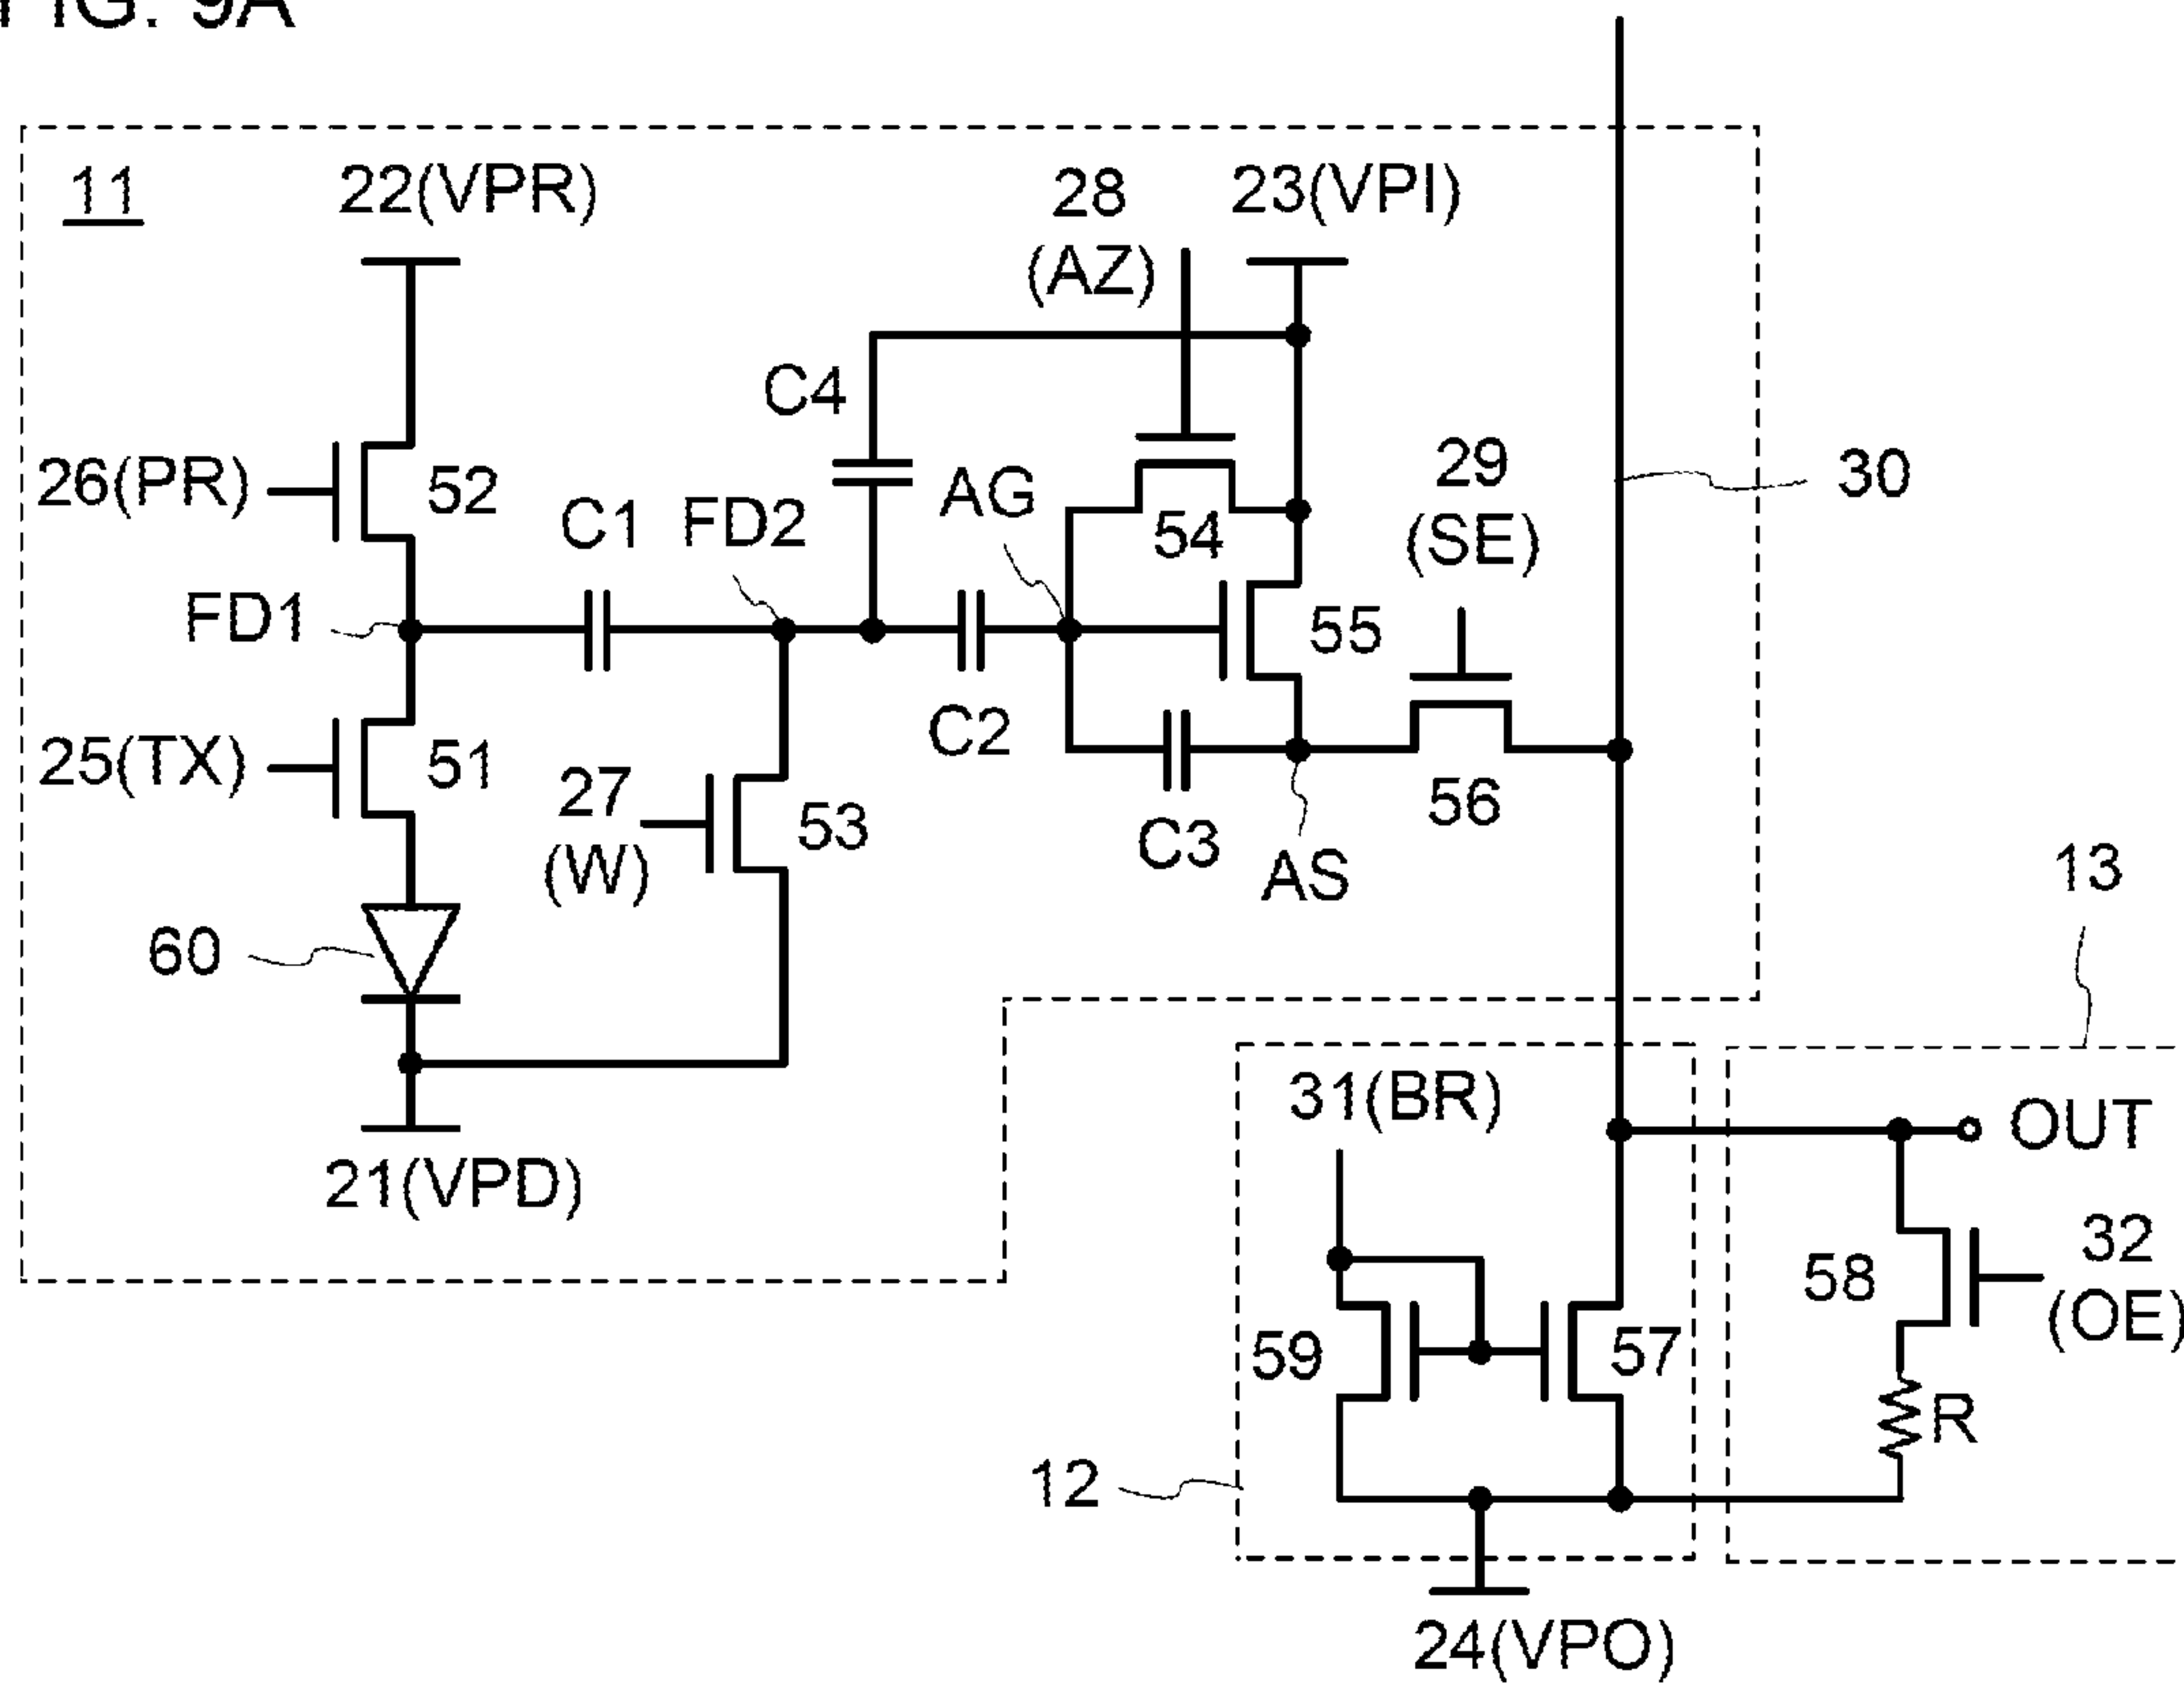 FIG. 9A
11
22(VPR)
28
(AZ)
23(VPI)
C4
26(PR)
52
C1
FD2
AG
54
29
(SE)
30
FD1
55
25(TX)
51
27
(W)
53
C2
C3
56
AS
60
13
21(VPD)
31(BR)
OUT
58
32
(OE)
59
57
R
12
24(VPO)